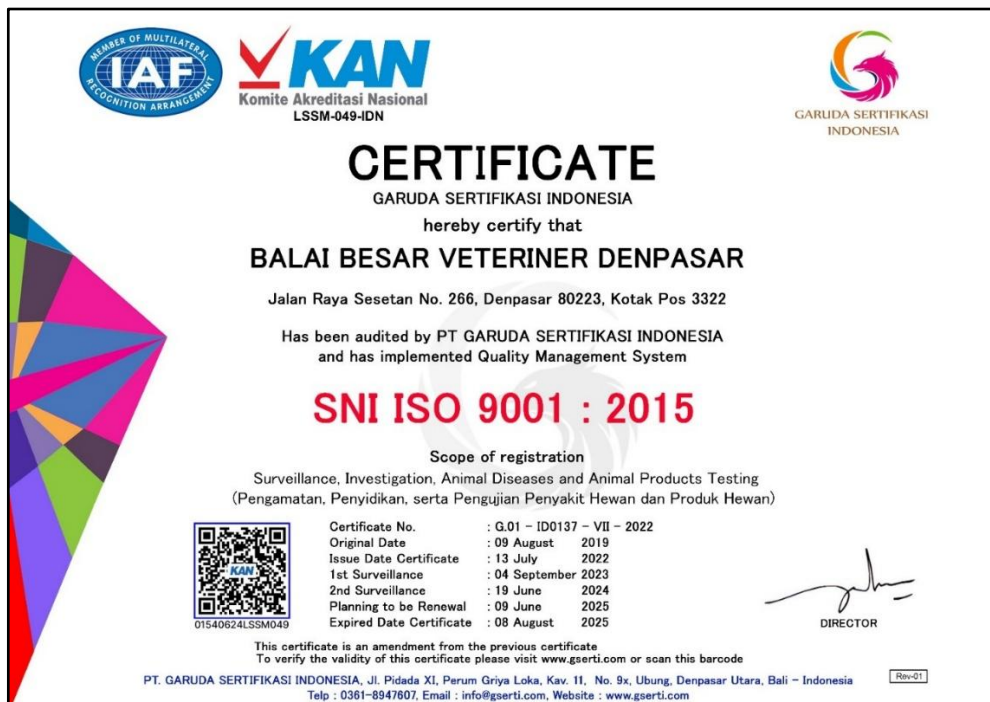 MEMBER OF MULTILATERAL
IAF
RECOGNITION ARRANGEMENT
KAN
Komite Akreditasi Nasional
LSSM-049-IDN
GARUDA SERTIFIKASI
INDONESIA
CERTIFICATE
GARUDA SERTIFIKASI INDONESIA
hereby certify that
BALAI BESAR VETERINER DENPASAR
Jalan Raya Sesetan No. 266, Denpasar 80223, Kotak Pos 3322
Has been audited by PT GARUDA SERTIFIKASI INDONESIA
and has implemented Quality Management System
SNI ISO 9001 : 2015
Scope of registration
Surveillance, Investigation, Animal Diseases and Animal Products Testing
(Pengamatan, Penyidikan, serta Pengujian Penyakit Hewan dan Produk Hewan)
Certificate No. : G.01 - ID0137 - VII - 2022
Original Date : 09 August 2019
Issue Date Certificate : 13 July 2022
1st Surveillance : 04 September 2023
2nd Surveillance : 19 June 2024
Planning to be Renewal : 09 June 2025
Expired Date Certificate : 08 August 2025
KAN
01540624LSSM049
DIRECTOR
This certificate is an amendment from the previous certificate
To verify the validity of this certificate please visit www.gserti.com or scan this barcode
PT. GARUDA SERTIFIKASI INDONESIA, Jl. Pidada XI, Perum Griya Loka, Kav. 11, No. 9x, Ubung, Denpasar Utara, Bali - Indonesia
Telp : 0361-8947607, Email : info@gserti.com, Website : www.gserti.com
Rev-01